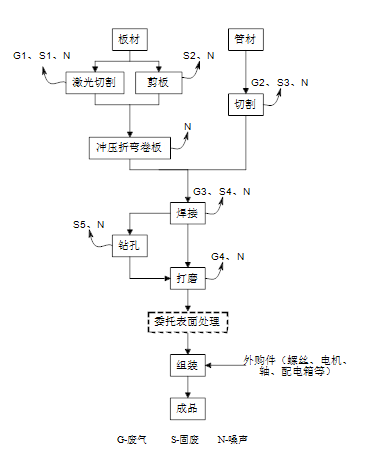 板材
管材
G1、S1、N
S2、N
激光切割
剪板
G2、S3、N
切割
N
冲压折弯卷板
G3、S4、N
焊接
S5、N
钻孔
G4、N
打磨
委托表面处理
外购件（螺丝、电机、
轴、配电箱等）
组装
成品
G-废气 S-固废 N-噪声